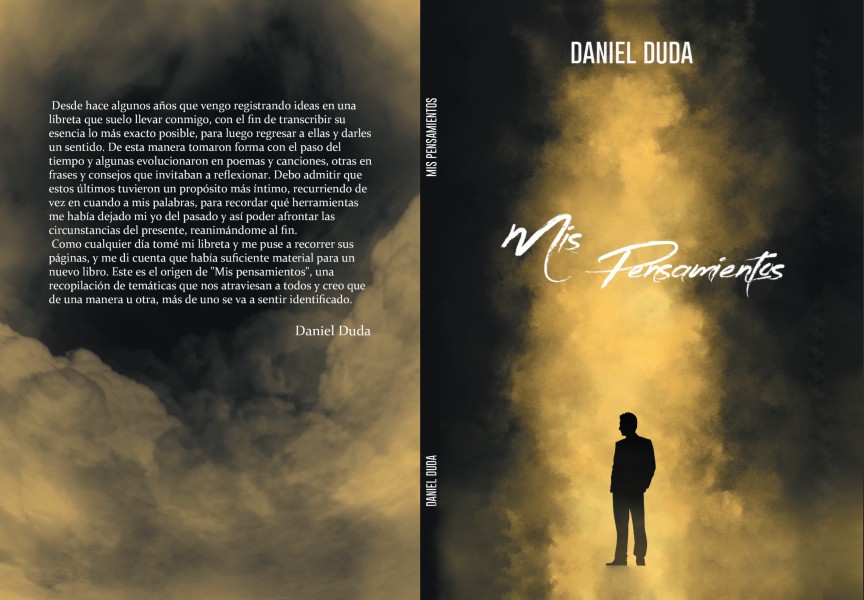 Desde hace algunos años que vengo registrando ideas en una
libreta que suelo llevar conmigo, con el fin de transcribir su
esencia lo más exacto posible, para luego regresar a ellas y darles
un sentido. De esta manera tomaron forma con el paso del
tiempo y algunas evolucionaron en poemas y canciones, otras en
frases y consejos que invitaban a reflexionar. Debo admitir que
estos últimos tuvieron un propósito más íntimo, recurriendo de
vez en cuando a mis palabras, para recordar qué herramientas
me había dejado mi yo del pasado y así poder afrontar las
circunstancias del presente, reanimándome al fin.
Como cualquier día tomé mi libreta y me puse a recorrer sus
páginas, y me di cuenta que había suficiente material para un
nuevo libro. Este es el origen de "Mis pensamientos", una
recopilación de temáticas que nos atraviesan a todos y creo que
de una manera u otra, más de uno se va a sentir identificado.
Daniel Duda
MIS PENSAMIENTOS
DANIEL DUDA
DANIEL DUDA
Mis
Pensamientos